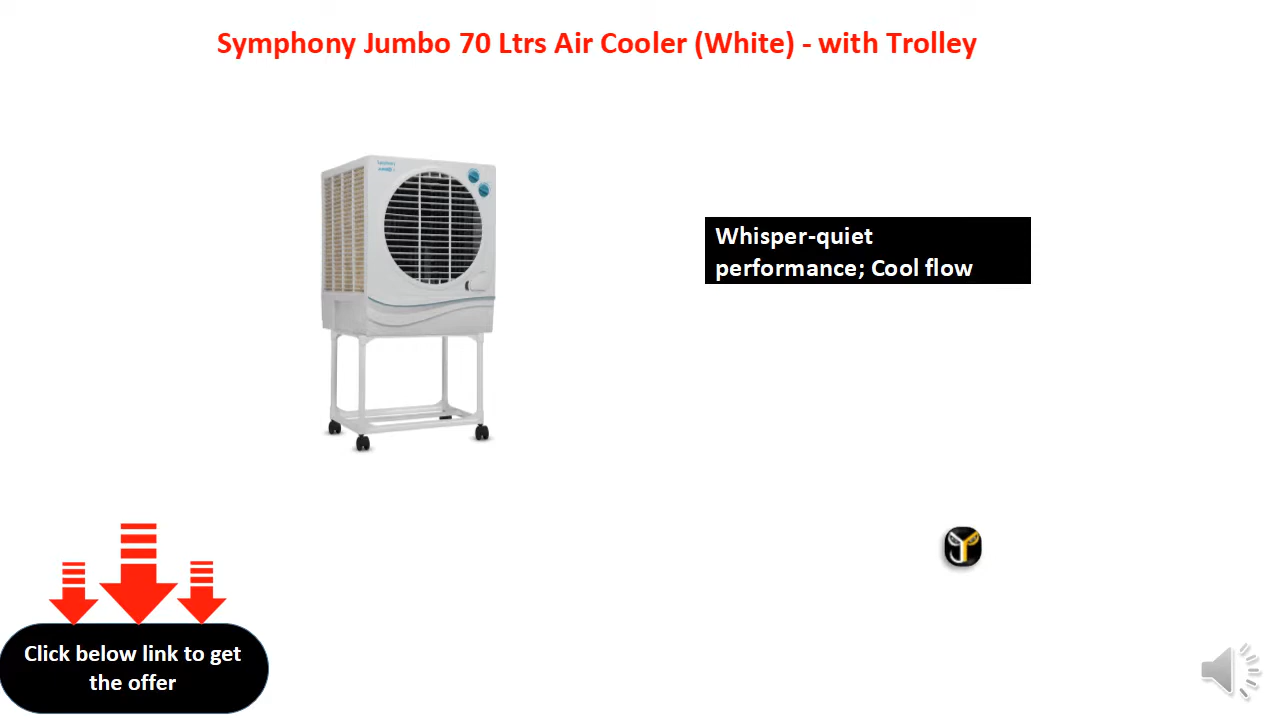 Symphony Jumbo 70 Ltrs Air Cooler (White) - with Trolley
Whisper-quiet
performance; Cool flow
Click below link to get
the offer